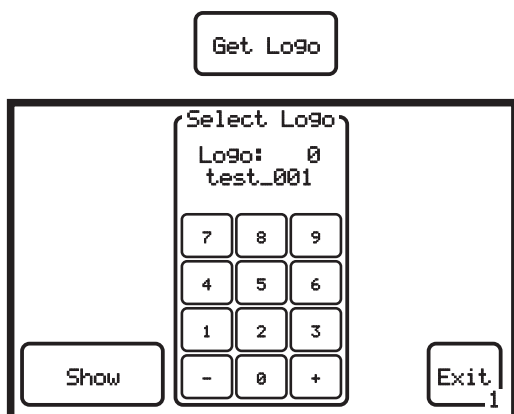 Get Logo
Select Logo
Logo: 0
test_001
7 8 9
4 5 6
1 2 3
- 0 +
Show
Exit
1